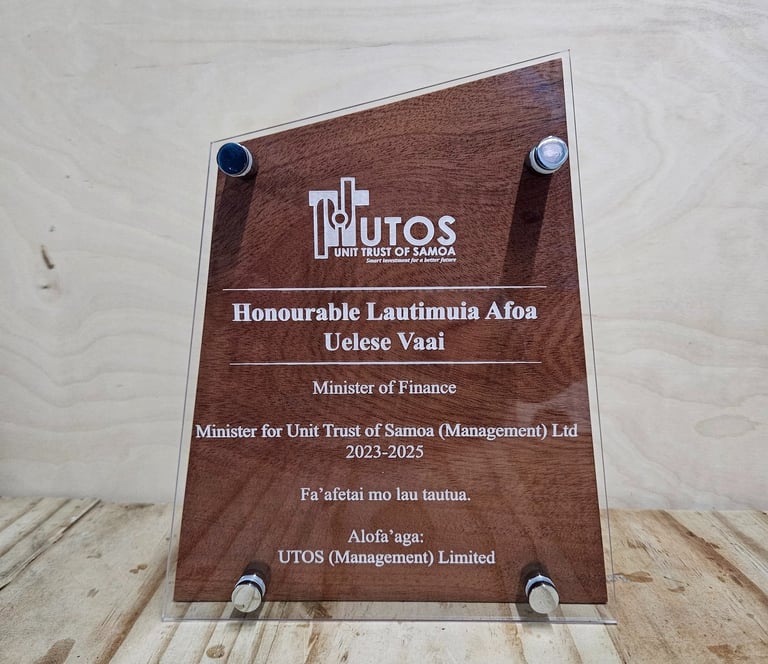 UTOS
UNIT TRUST OF SAMOA
Smart investment for a better future
Honourable Lautimuia Afoa
Uelese Vaai
Minister of Finance
Minister for Unit Trust of Samoa (Management) Ltd
2023-2025
Fa’afetai mo lau tautua.
Alofa’aga:
UTOS (Management) Limited